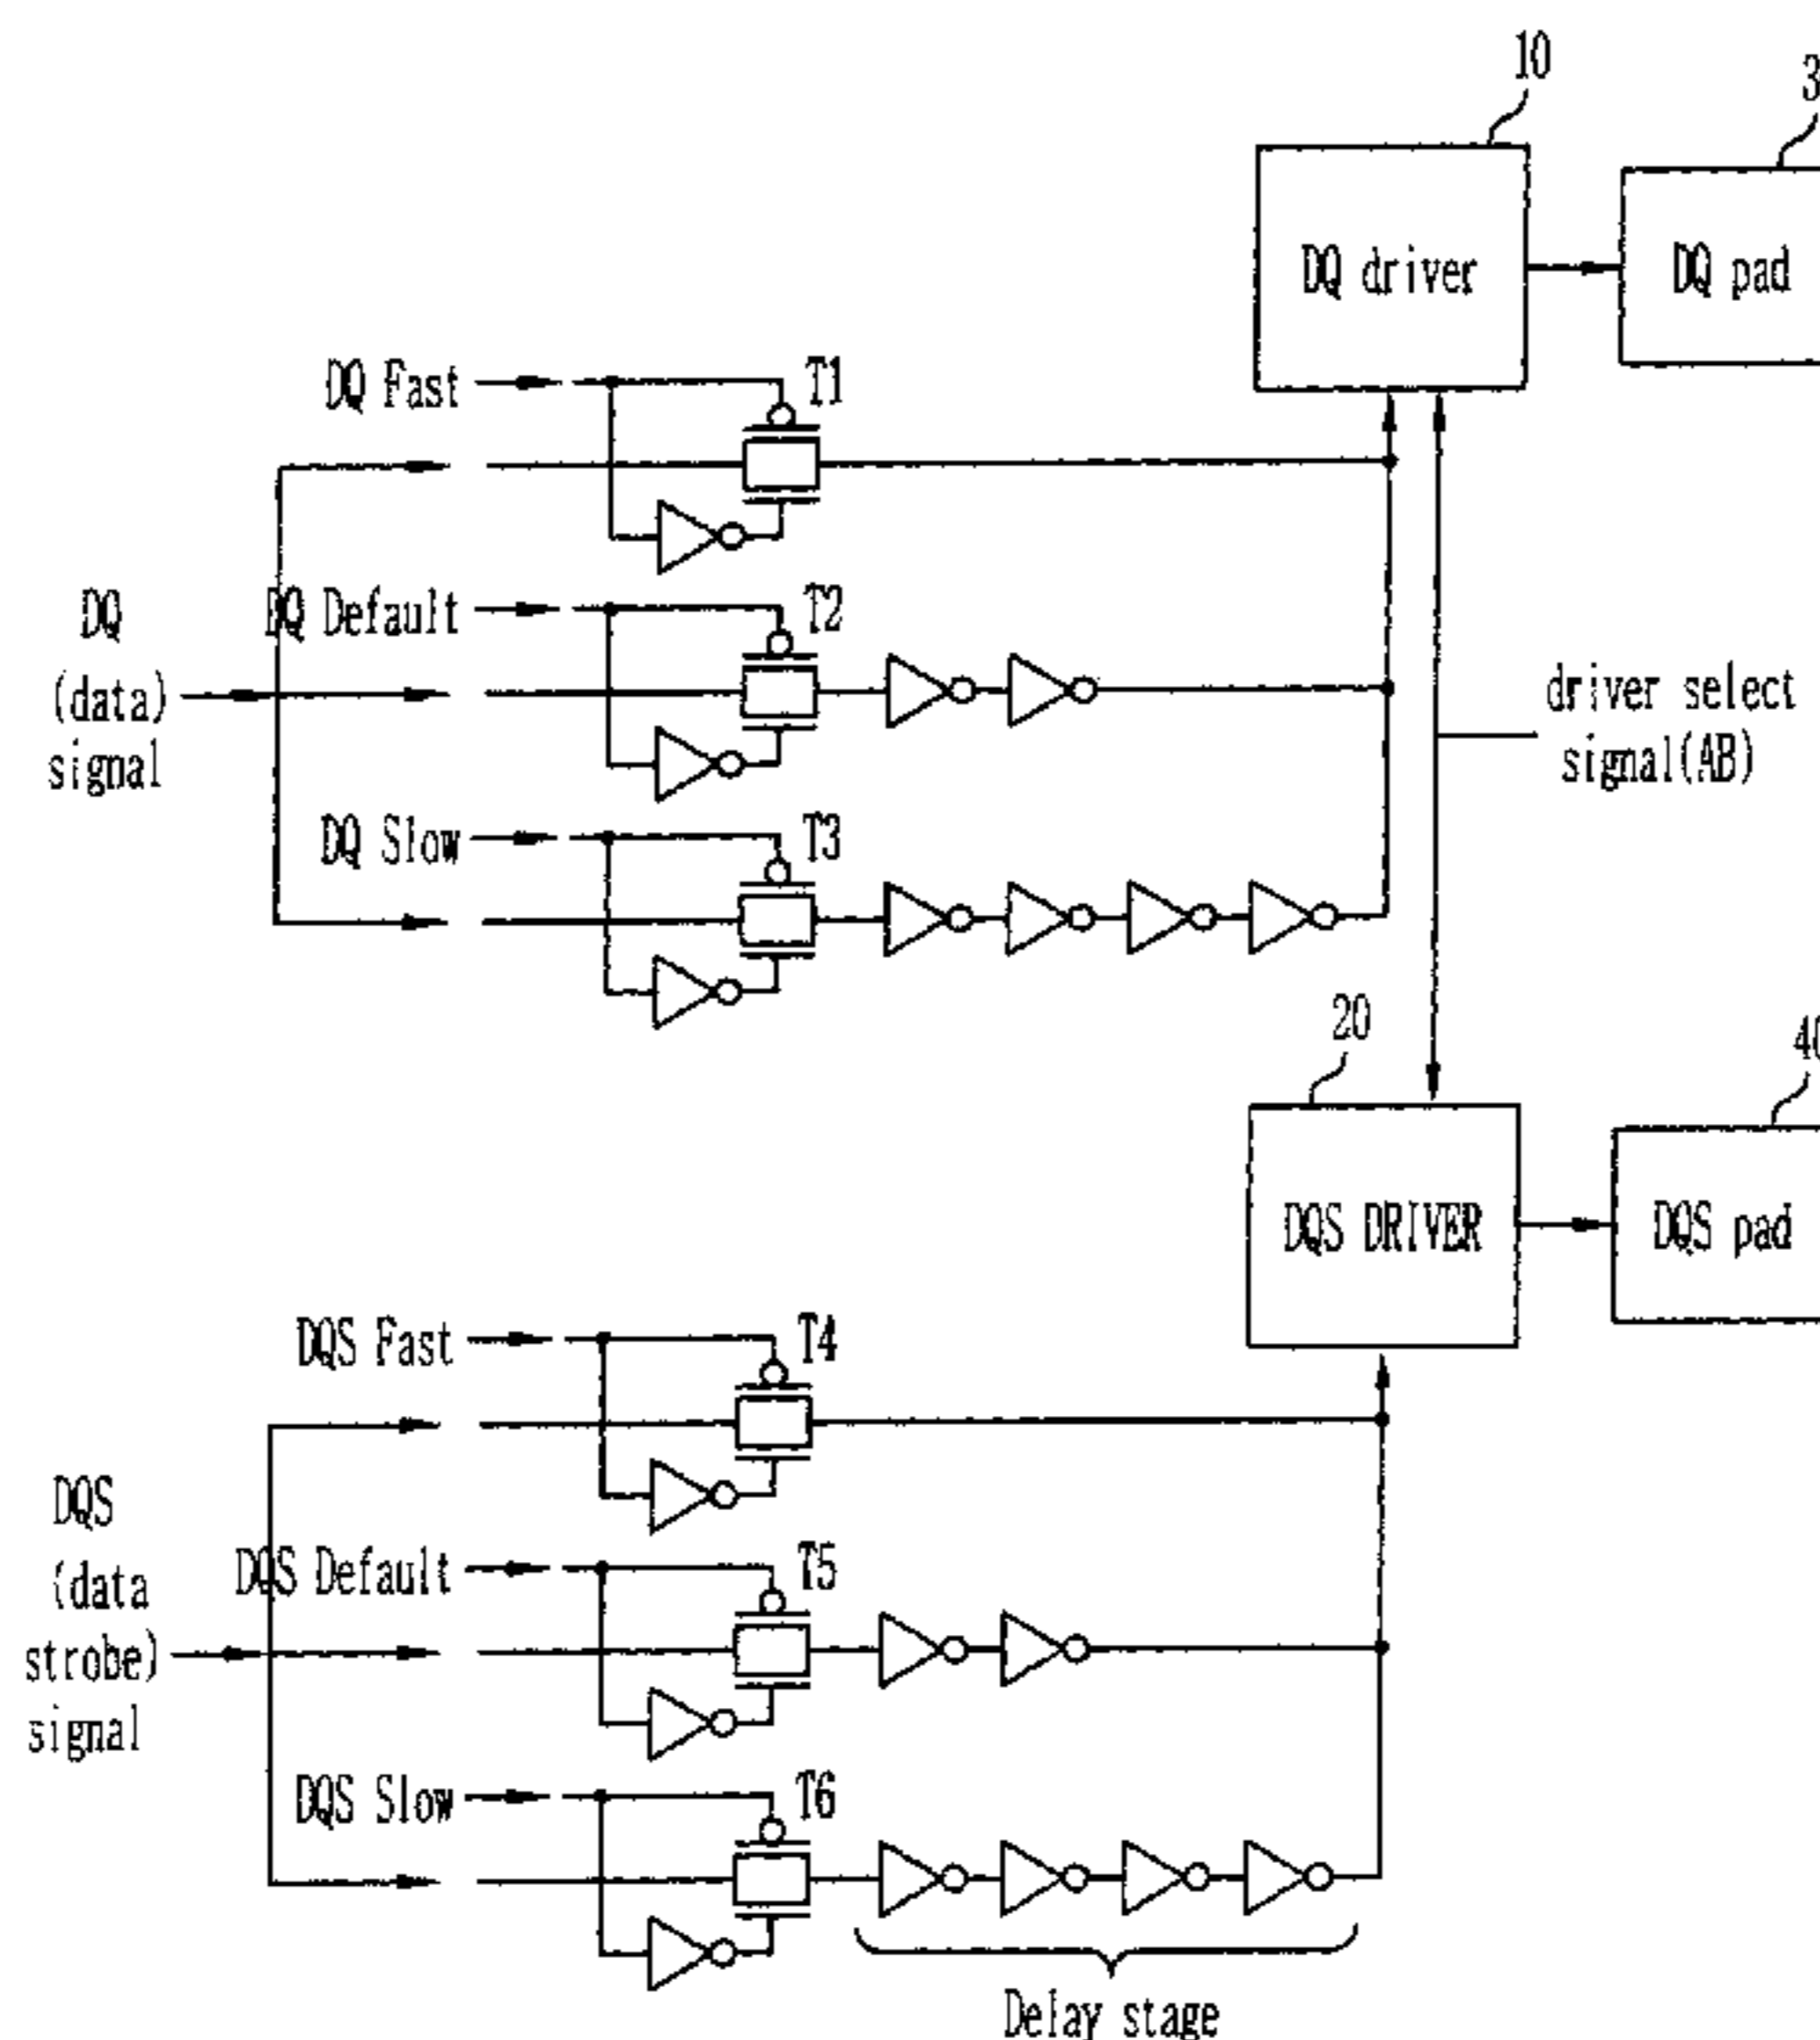 10
3
DQ driver
DQ pad
DQ Fast
T1
DQ
(data)
signal
DQ Default
T2
driver select
signal(AB)
DQ Slow
T3
20
40
DQS DRIVER
DQS pad
DQS Fast
T4
DQS
(data
strobe)
signal
DQS Default
T5
DQS Slow
T6
Delay stage